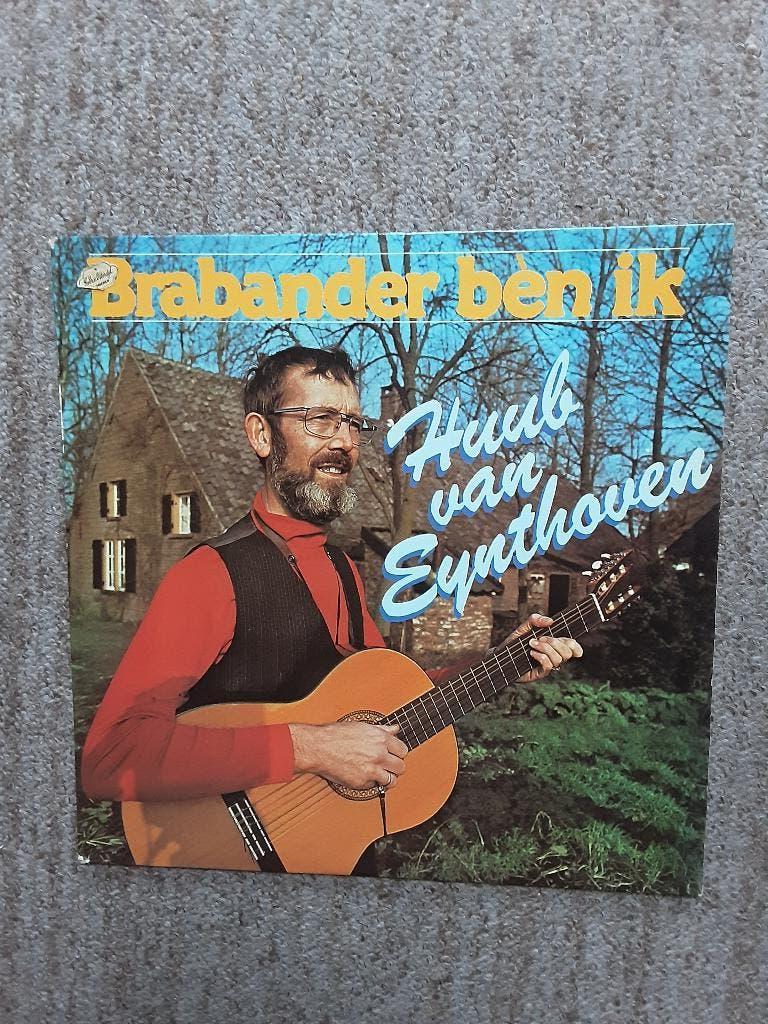 Brabander bèn ik
Huub
van
Eynthoven